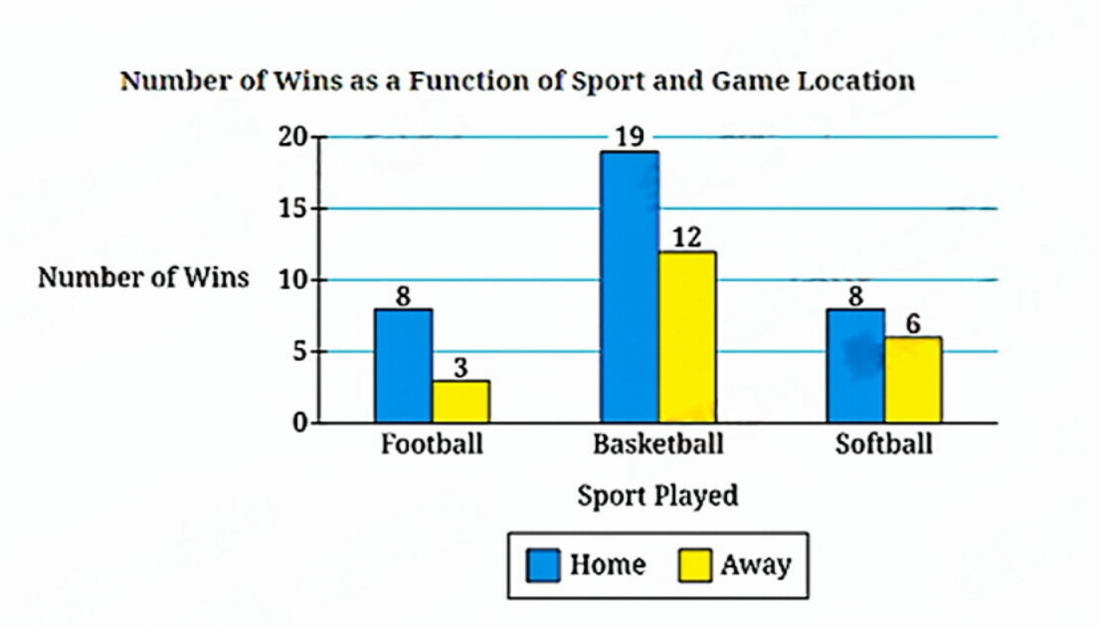 Number of Wins as a Function of Sport and Game Location
20
19
15
12
Number of Wins
10
8
8
6
5
3
0
Football Basketball Softball
Sport Played
Home Away